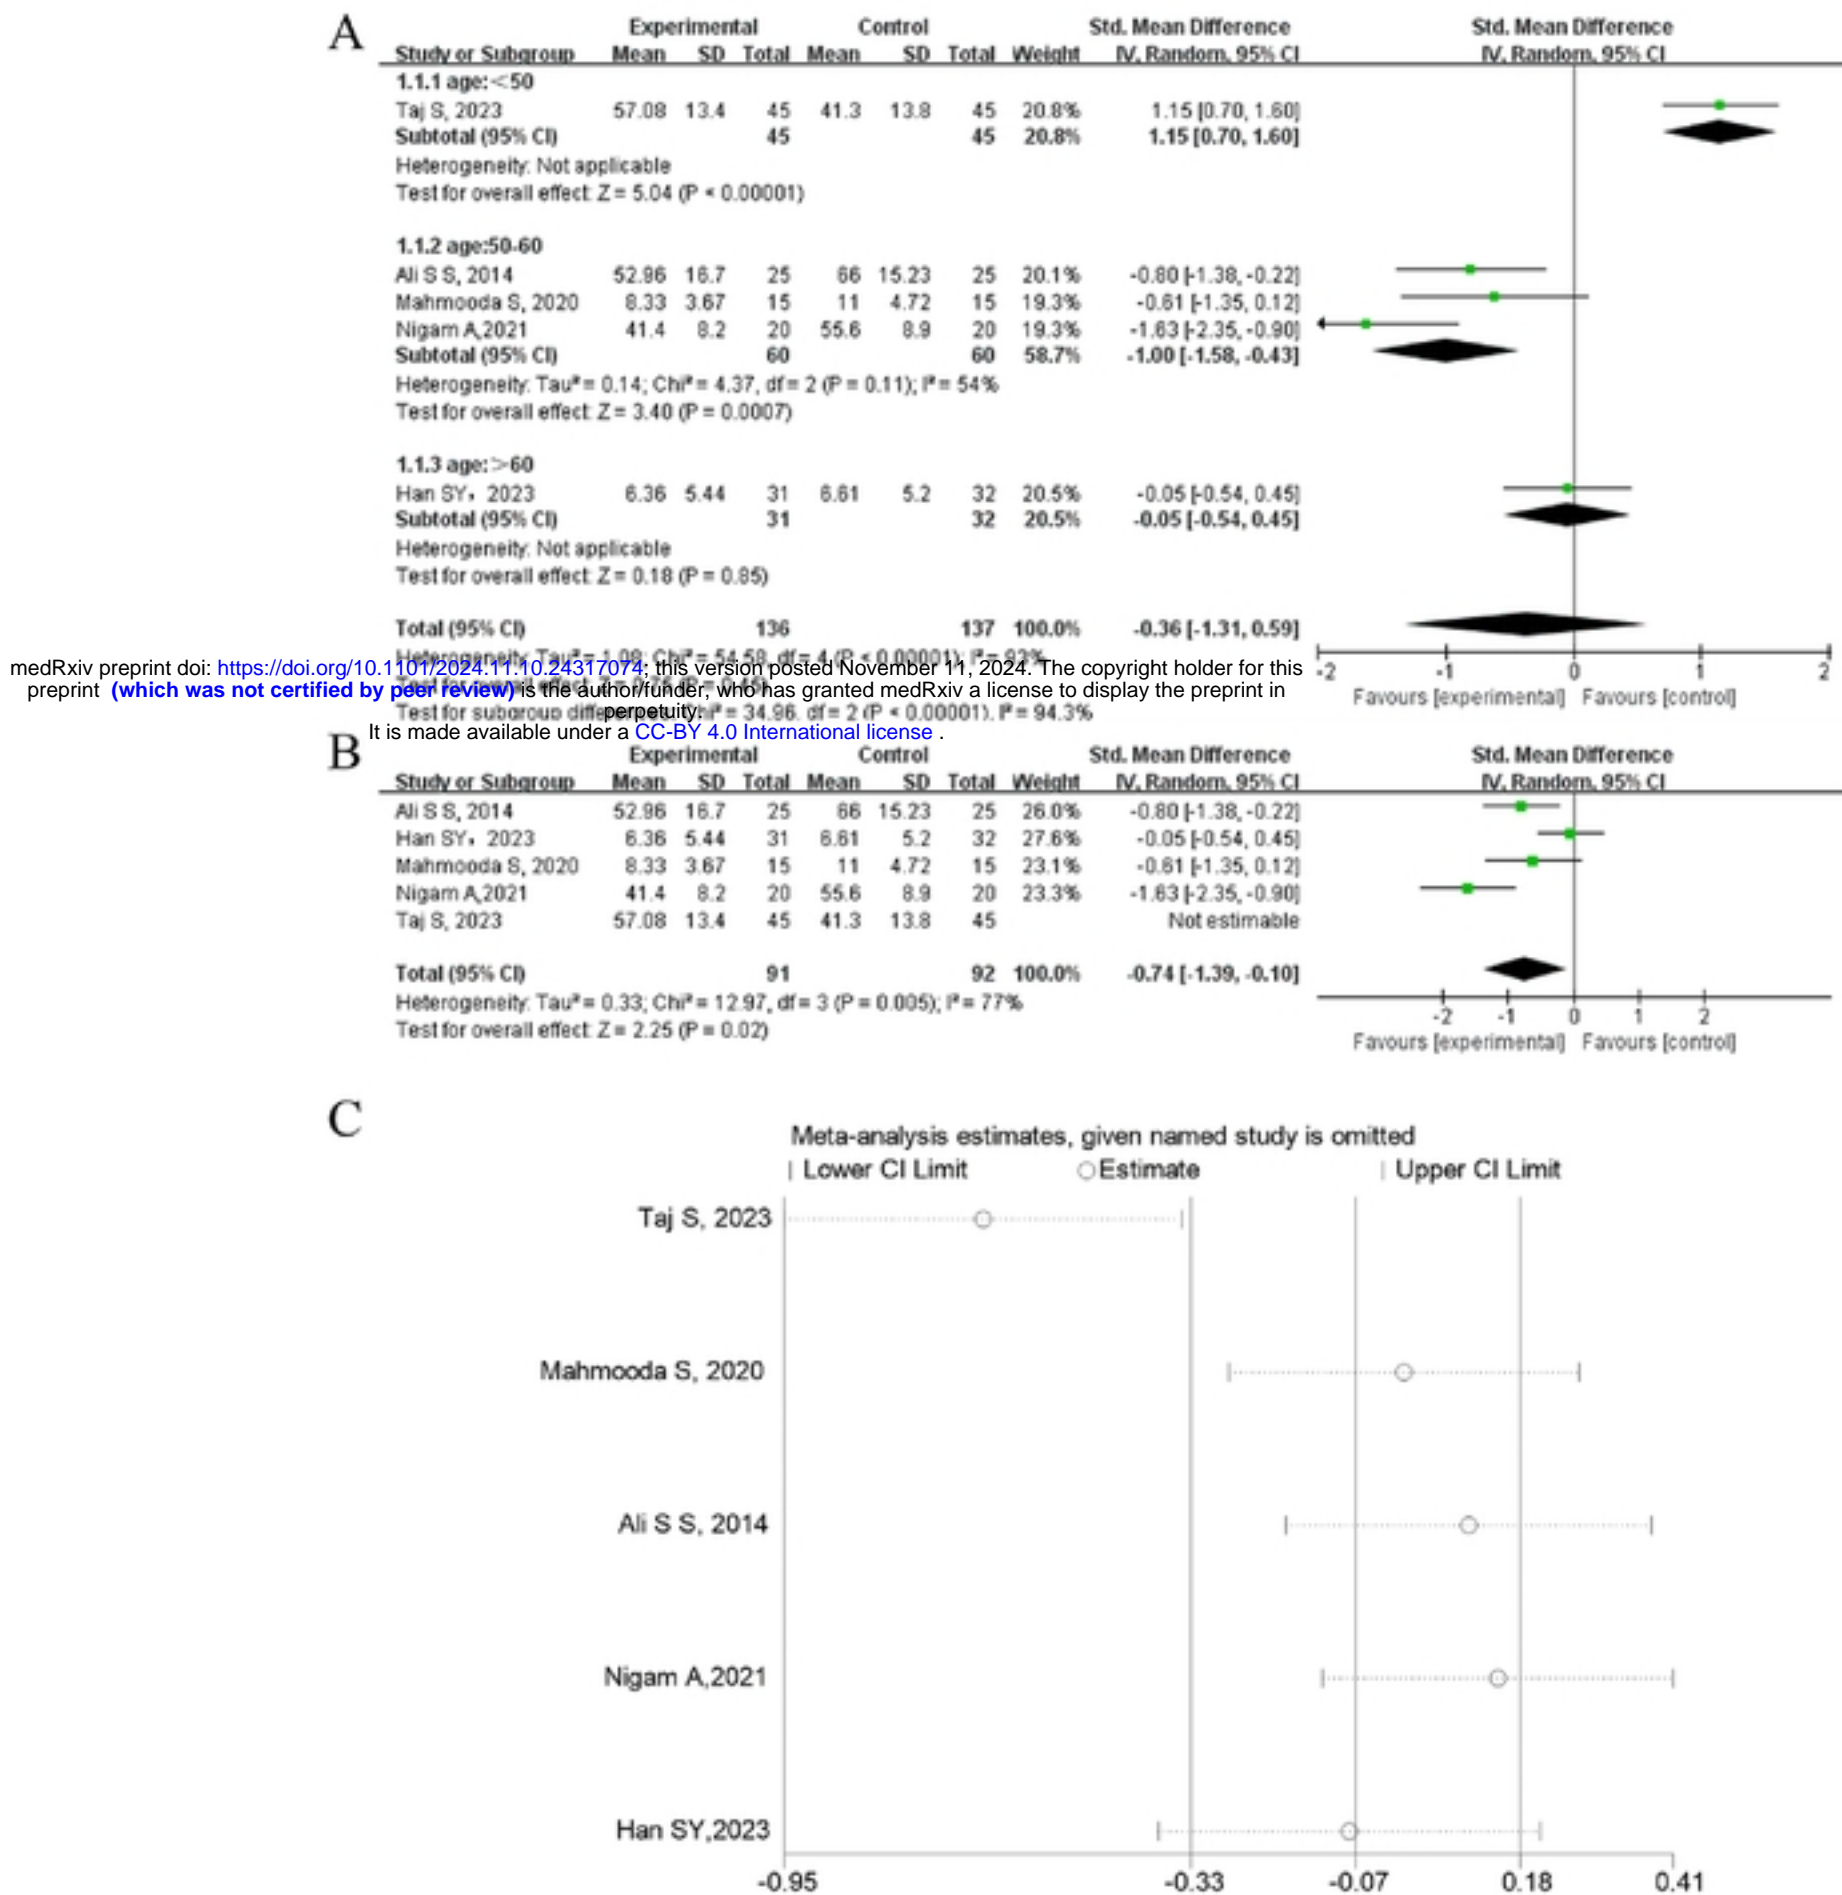 A
Experimental Control Std. Mean Difference Std. Mean Difference
Study or Subgroup Mean SD Total Mean SD Total Weight IV, Random, 95% CI IV, Random, 95% CI
1.1.1 age:<50
Taj S, 2023 57.08 13.4 45 41.3 13.8 45 20.8% 1.15 [0.70, 1.60]
Subtotal (95% CI) 45 45 20.8% 1.15 [0.70, 1.60]
Heterogeneity: Not applicable
Test for overall effect: Z = 5.04 (P < 0.00001)
1.1.2 age:50-60
Ali S S, 2014 52.96 16.7 25 66 15.23 25 20.1% -0.80 [-1.38, -0.22]
Mahmooda S, 2020 8.33 3.67 15 11 4.72 15 19.3% -0.61 [-1.35, 0.12]
Nigam A,2021 41.4 8.2 20 55.6 8.9 20 19.3% -1.63 [-2.35, -0.90]
Subtotal (95% CI) 60 60 58.7% -1.00 [-1.58, -0.43]
Heterogeneity: Tau² = 0.14; Chi² = 4.37, df = 2 (P = 0.11); I² = 54%
Test for overall effect: Z = 3.40 (P = 0.0007)
1.1.3 age:>60
Han SY, 2023 6.36 5.44 31 6.61 5.2 32 20.5% -0.05 [-0.54, 0.45]
Subtotal (95% CI) 31 32 20.5% -0.05 [-0.54, 0.45]
Heterogeneity: Not applicable
Test for overall effect: Z = 0.18 (P = 0.85)
Total (95% CI) 136 137 100.0% -0.36 [-1.31, 0.59]
Heterogeneity: Tau² = 1.08; Chi² = 54.58, df = 4 (P < 0.00001); I² = 93%
-2 -1 0 1 2
medRxiv preprint doi: https://doi.org/10.1101/2024.11.10.24317074; this version posted November 11, 2024. The copyright holder for this
preprint (which was not certified by peer review) is the author/funder, who has granted medRxiv a license to display the preprint in
Favours [experimental] Favours [control]
perpetuity.
Test for subgroup Chi² = 34.96, df = 2 (P < 0.00001), I² = 94.3%
It is made available under a CC-BY 4.0 International license .
B
Experimental Control Std. Mean Difference Std. Mean Difference
Study or Subgroup Mean SD Total Mean SD Total Weight IV, Random, 95% CI IV, Random, 95% CI
Ali S S, 2014 52.96 16.7 25 66 15.23 25 26.0% -0.80 [-1.38, -0.22]
Han SY, 2023 6.36 5.44 31 6.61 5.2 32 27.6% -0.05 [-0.54, 0.45]
Mahmooda S, 2020 8.33 3.67 15 11 4.72 15 23.1% -0.61 [-1.35, 0.12]
Nigam A,2021 41.4 8.2 20 55.6 8.9 20 23.3% -1.63 [-2.35, -0.90]
Taj S, 2023 57.08 13.4 45 41.3 13.8 45 Not estimable
Total (95% CI) 91 92 100.0% -0.74 [-1.39, -0.10]
Heterogeneity: Tau² = 0.33; Chi² = 12.97, df = 3 (P = 0.005); I² = 77%
Test for overall effect: Z = 2.25 (P = 0.02)
-2 -1 0 1 2
Favours [experimental] Favours [control]
C
Meta-analysis estimates, given named study is omitted
Lower CI Limit Estimate Upper CI Limit
Taj S, 2023
Mahmooda S, 2020
Ali S S, 2014
Nigam A,2021
Han SY,2023
-0.95 -0.33 -0.07 0.18 0.41